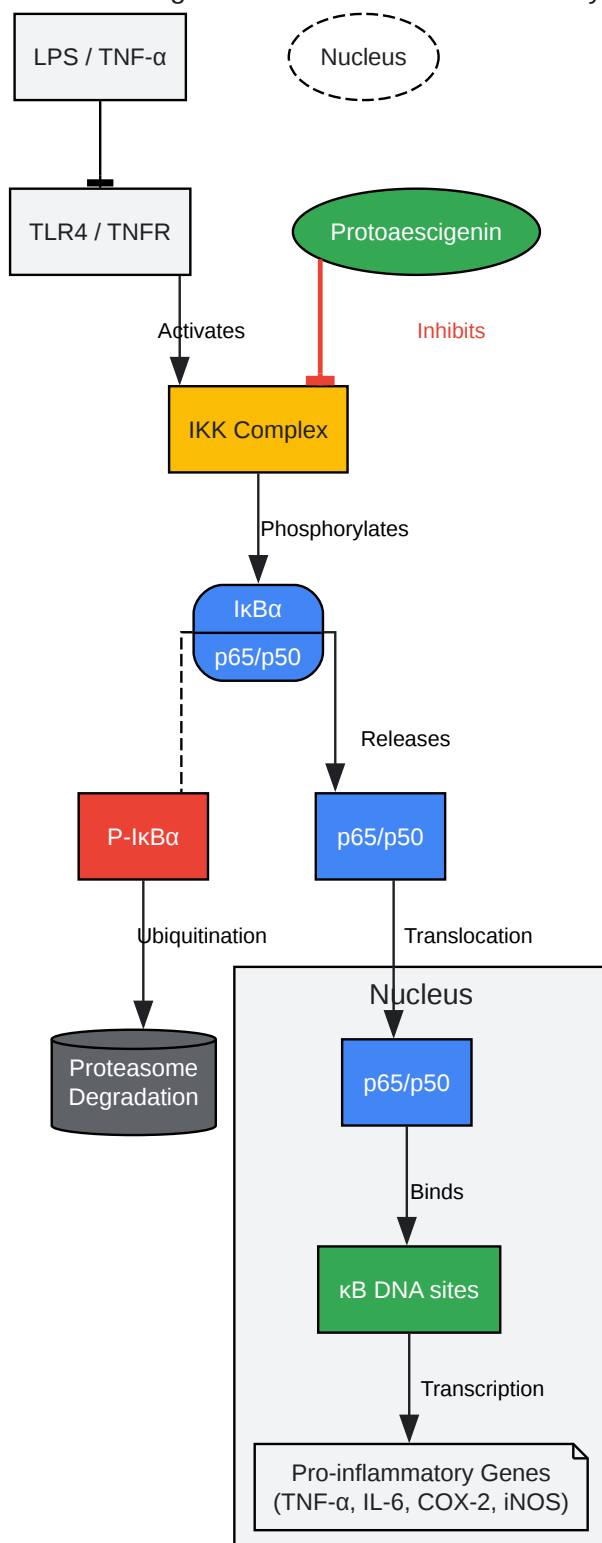 LPS / TNF-α
Nucleus
TLR4 / TNFR
Protoaescigenin
Activates
Inhibits
IKK Complex
Phosphorylates
IκBα
p65/p50
Releases
P-IκBα
p65/p50
Ubiquitination
Translocation
Nucleus
Proteasome
Degradation
p65/p50
Binds
κB DNA sites
Transcription
Pro-inflammatory Genes
(TNF-α, IL-6, COX-2, iNOS)